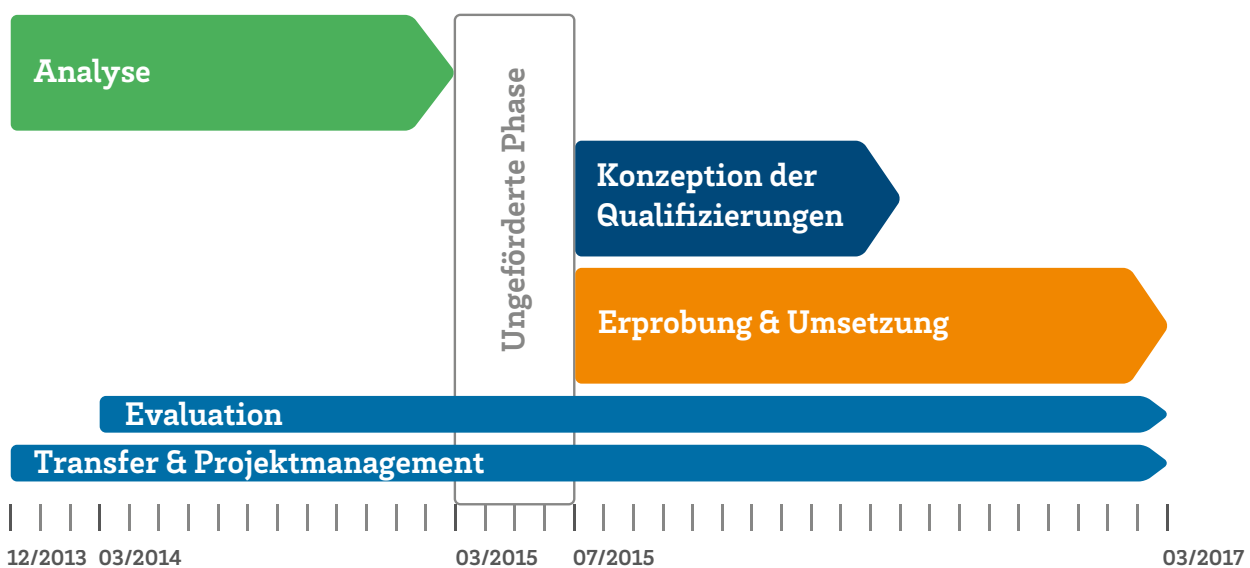 Analyse
Ungeförderte Phase
Konzeption der
Qualifizierungen
Erprobung & Umsetzung
Evaluation
Transfer & Projektmanagement
12/2013 03/2014 03/2015 07/2015 03/2017